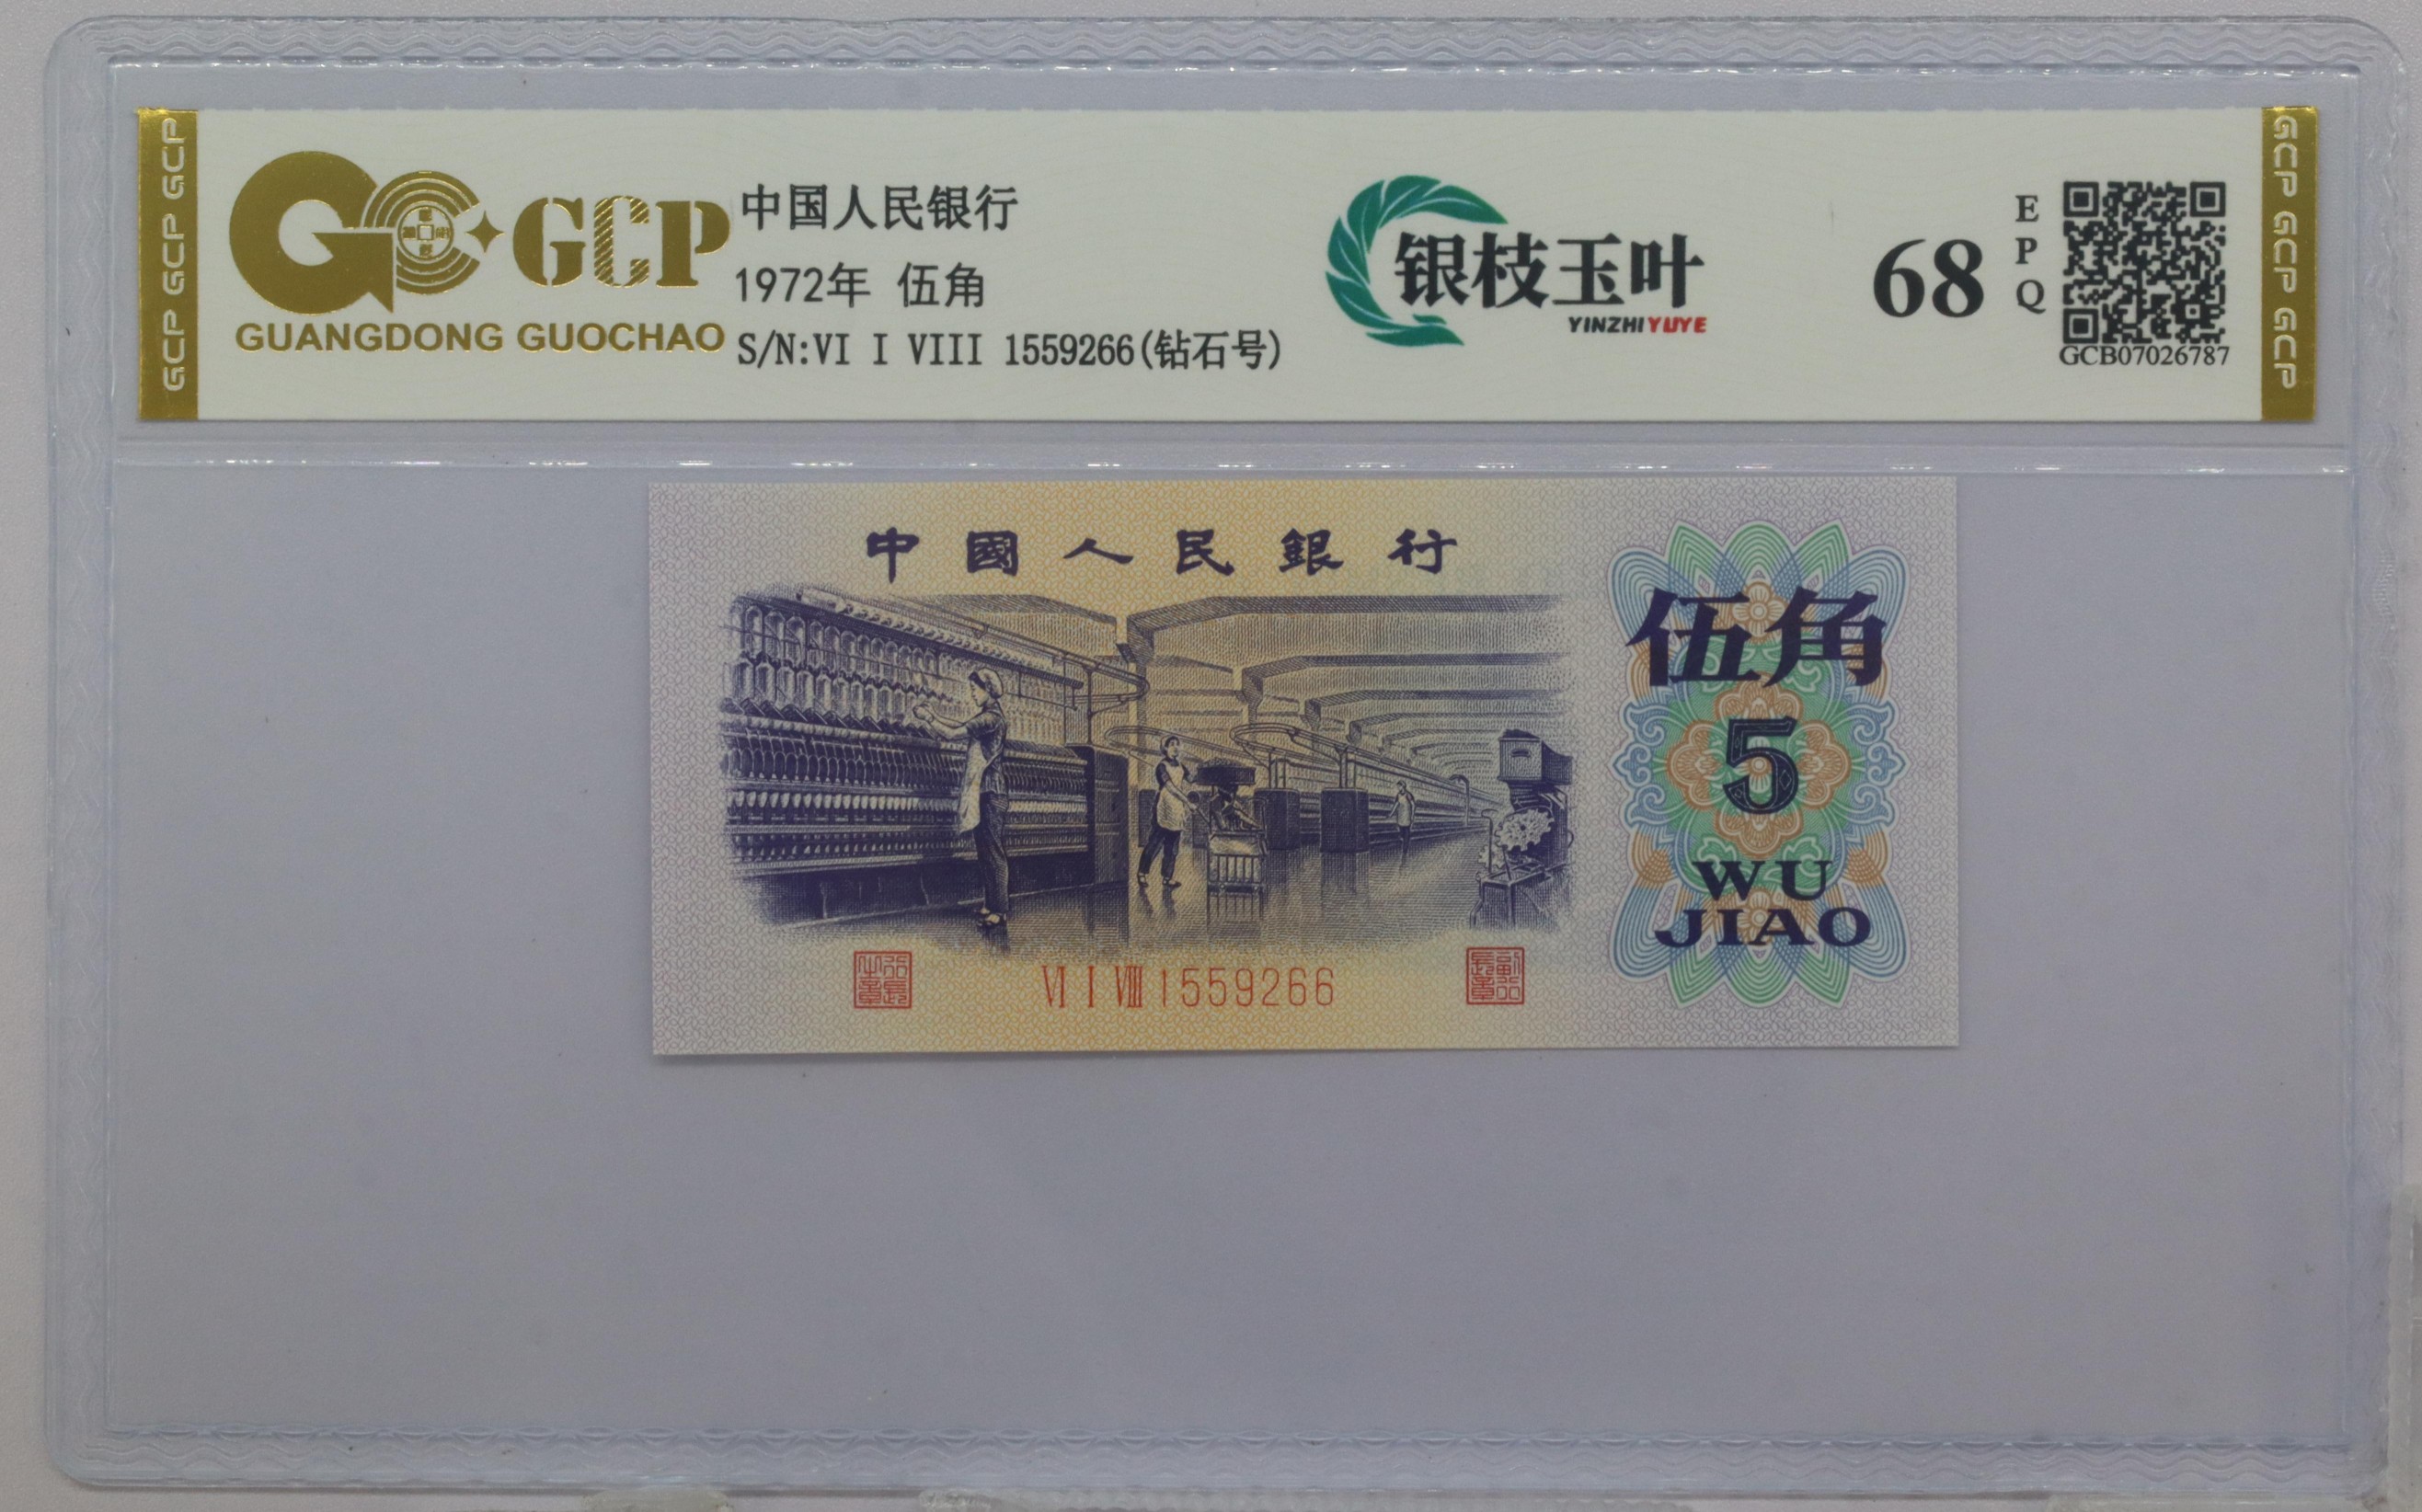 GCP GCP GCP
GCP
GUANGDONG GUOCHAO
中国人民银行
1972年 伍角
S/N:VI I VIII 1559266(钻石号)
银枝玉叶
YINZHIYUYE
68
EPQ
GCB07026787
GCP GCP GCP
中國人民銀行
伍角
5
WU
JIAO
VI I VIII 1559266